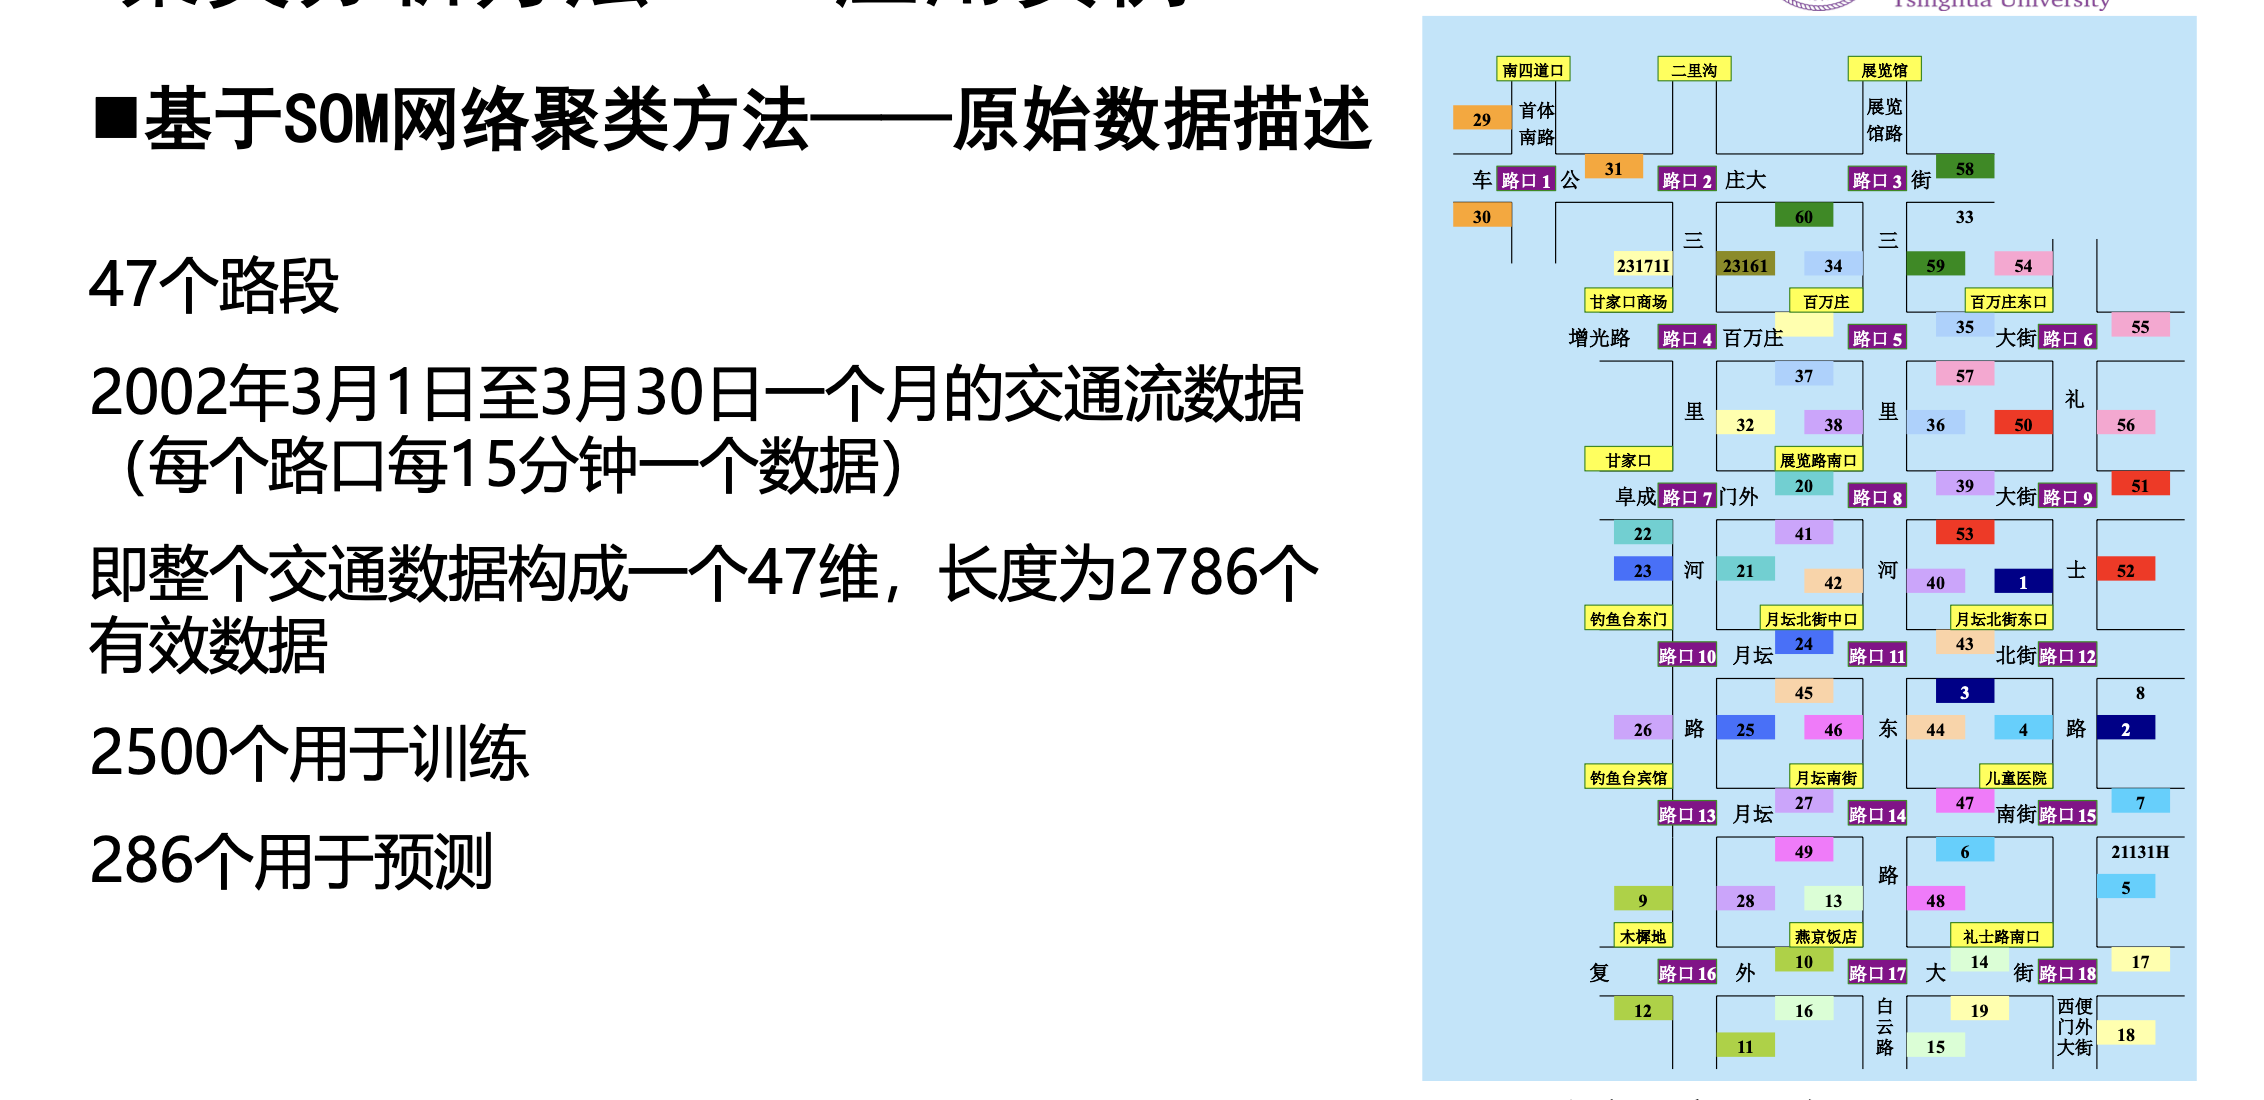 Tsinghua University
■基于SOM网络聚类方法——原始数据描述
47个路段
2002年3月1日至3月30日一个月的交通流数据
（每个路口每15分钟一个数据）
即整个交通数据构成一个47维，长度为2786个
有效数据
2500个用于训练
286个用于预测
南四道口 二里沟 展览馆
29 首体 展览
南路 馆路
31 58
车 路口1 公 路口2 庄大 路口3 街
30 60 33
三 三
23171I 23161 34 59 54
甘家口商场 百万庄 百万庄东口
35 55
增光路 路口4 百万庄 路口5 大街 路口6
37 57
里 里 礼
32 38 36 50 56
甘家口 展览路南口
20 39 51
阜成 路口7 门外 路口8 大街 路口9
22 41 53
23 河 21 42 河 40 1 士 52
钓鱼台东门 月坛北街中口 月坛北街东口
24 43
路口10 月坛 路口11 北街 路口12
45 3 8
26 路 25 46 东 44 4 路 2
钓鱼台宾馆 月坛南街 儿童医院
27 47 7
路口13 月坛 路口14 南街 路口15
49 6 21131H
路 5
9 28 13 48
木樨地 燕京饭店 礼士路南口
10 14 17
复 路口16 外 路口17 大 街 路口18
12 16 白 19 西便
云 门外 18
11 路 15 大街